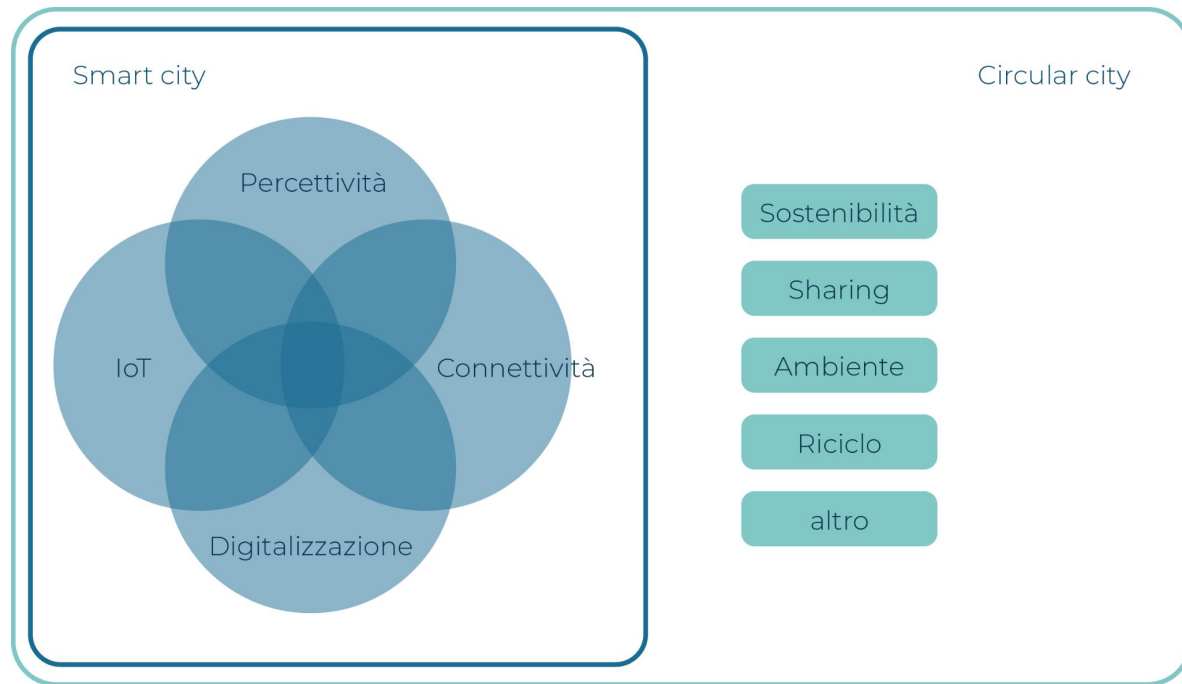 Smart city
Circular city
Percettività
IoT
Connettività
Digitalizzazione
Sostenibilità
Sharing
Ambiente
Riciclo
altro